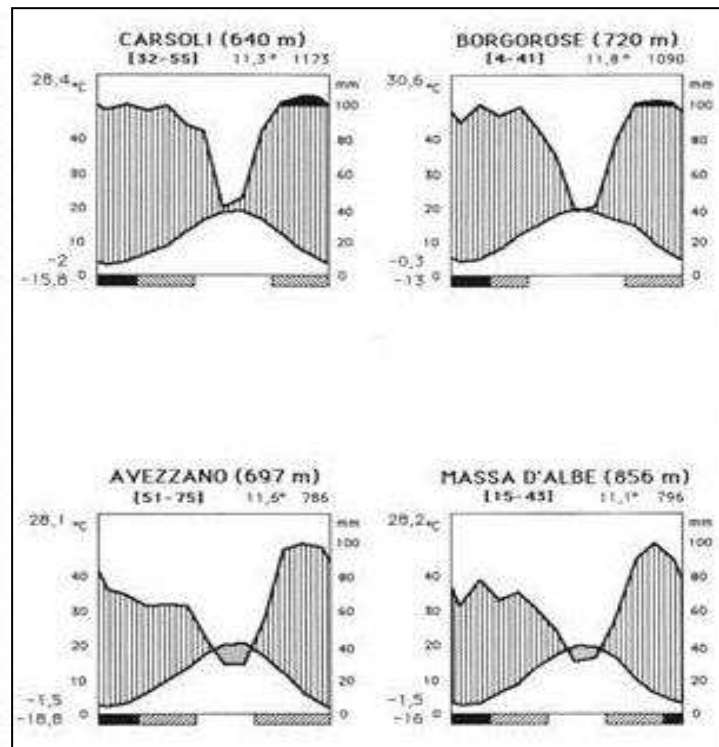 CARSOLI (640 m)
[32-55] 11,3° 1173
28,4 °C mm
100
40 80
30 60
20 40
10 20
-2
0 0
-15,8
BORGOROSE (720 m)
[4-41] 11,8° 1090
30,6 °C mm
100
40 80
30 60
20 40
10 20
-0,3
0 0
-13
AVEZZANO (697 m)
[51-75] 11,6° 786
28,1 °C mm
100
40 80
30 60
20 40
10 20
-1,5
0 0
-18,8
MASSA D'ALBE (856 m)
[15-43] 11,1° 796
28,2 °C mm
100
40 80
30 60
20 40
10 20
-1,5
0 0
-16